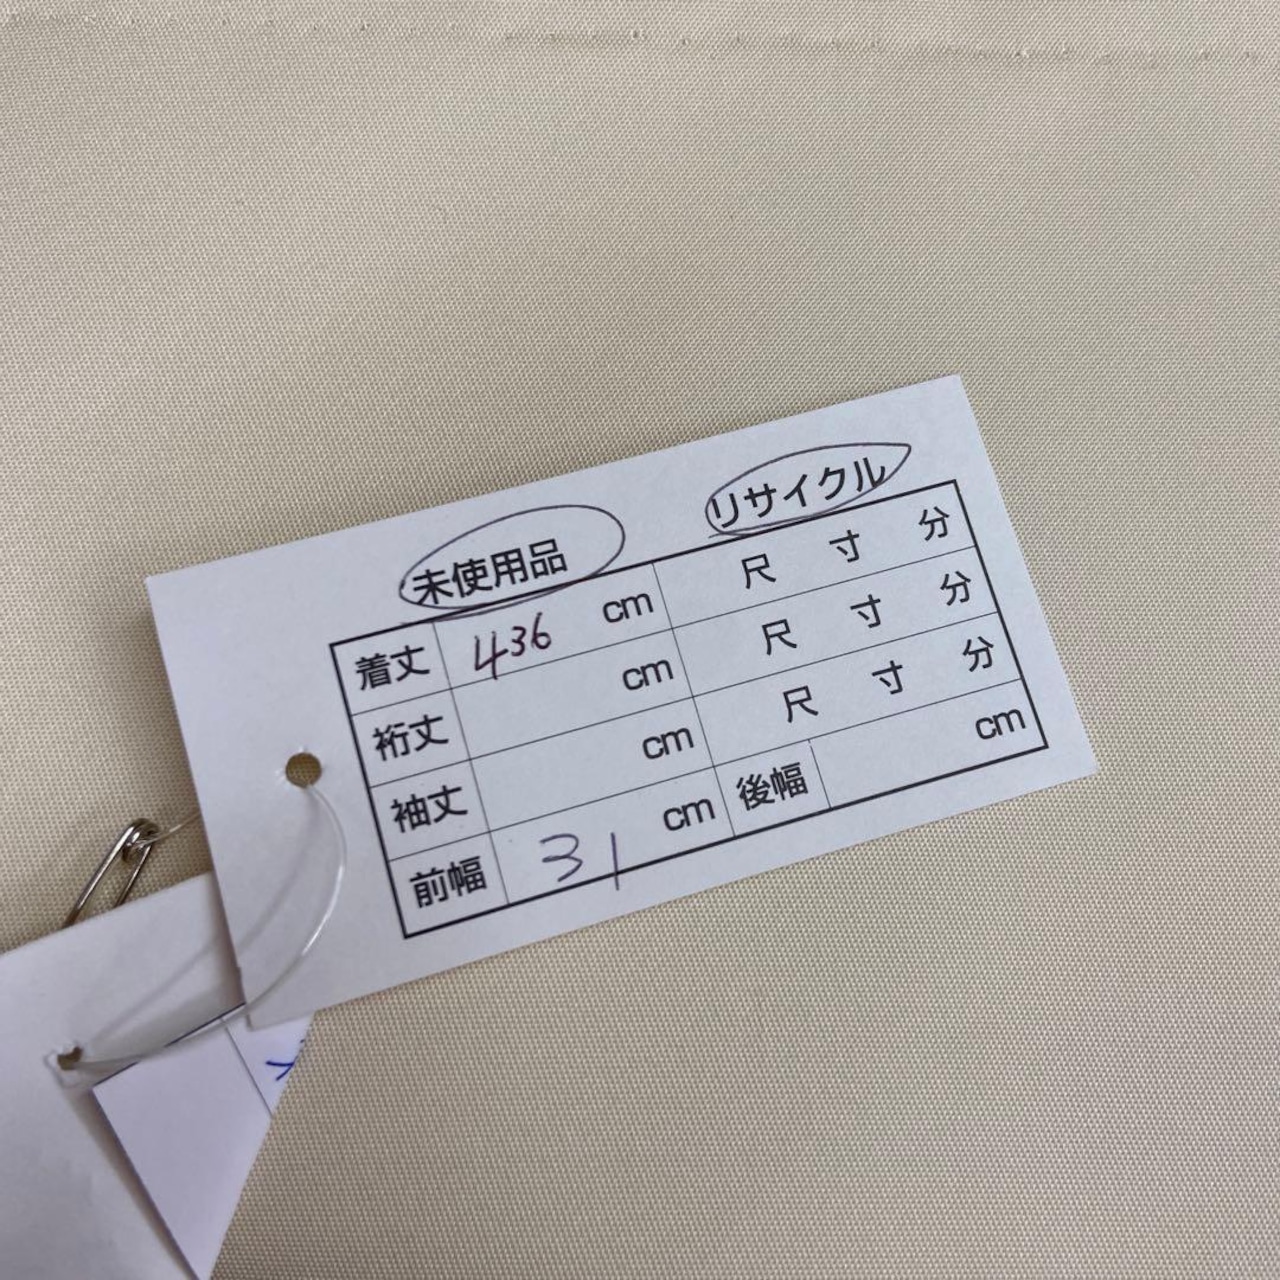 未使用品 リサイクル
着丈 436 cm 尺 寸 分
裄丈 cm 尺 寸 分
袖丈 cm 尺 寸 分
前幅 31 cm 後幅 cm